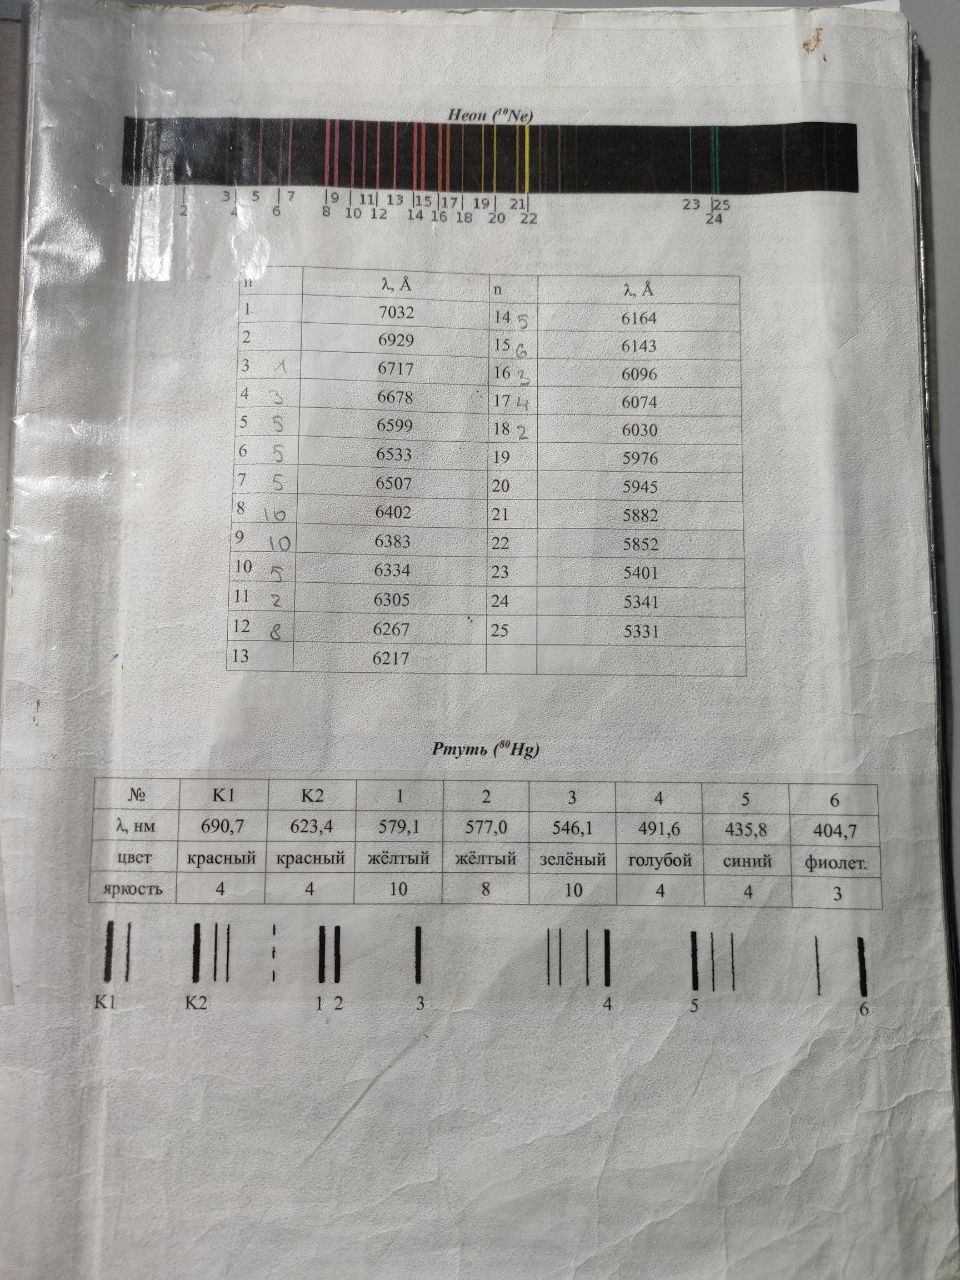 Неон (¹⁰Ne)
1 3 5 7 9 11 13 15 17 19 21 23 25
2 4 6 8 10 12 14 16 18 20 22 24
n λ, Å n λ, Å
1 7032 14 5 6164
2 6929 15 6 6143
3 1 6717 16 3 6096
4 3 6678 17 4 6074
5 5 6599 18 2 6030
6 5 6533 19 5976
7 5 6507 20 5945
8 10 6402 21 5882
9 10 6383 22 5852
10 5 6334 23 5401
11 2 6305 24 5341
12 8 6267 25 5331
13 6217
Ртуть (⁸⁰Hg)
№ K1 K2 1 2 3 4 5 6
λ, нм 690,7 623,4 579,1 577,0 546,1 491,6 435,8 404,7
цвет красный красный жёлтый жёлтый зелёный голубой синий фиолет.
яркость 4 4 10 8 10 4 4 3
K1 K2 1 2 3 4 5 6